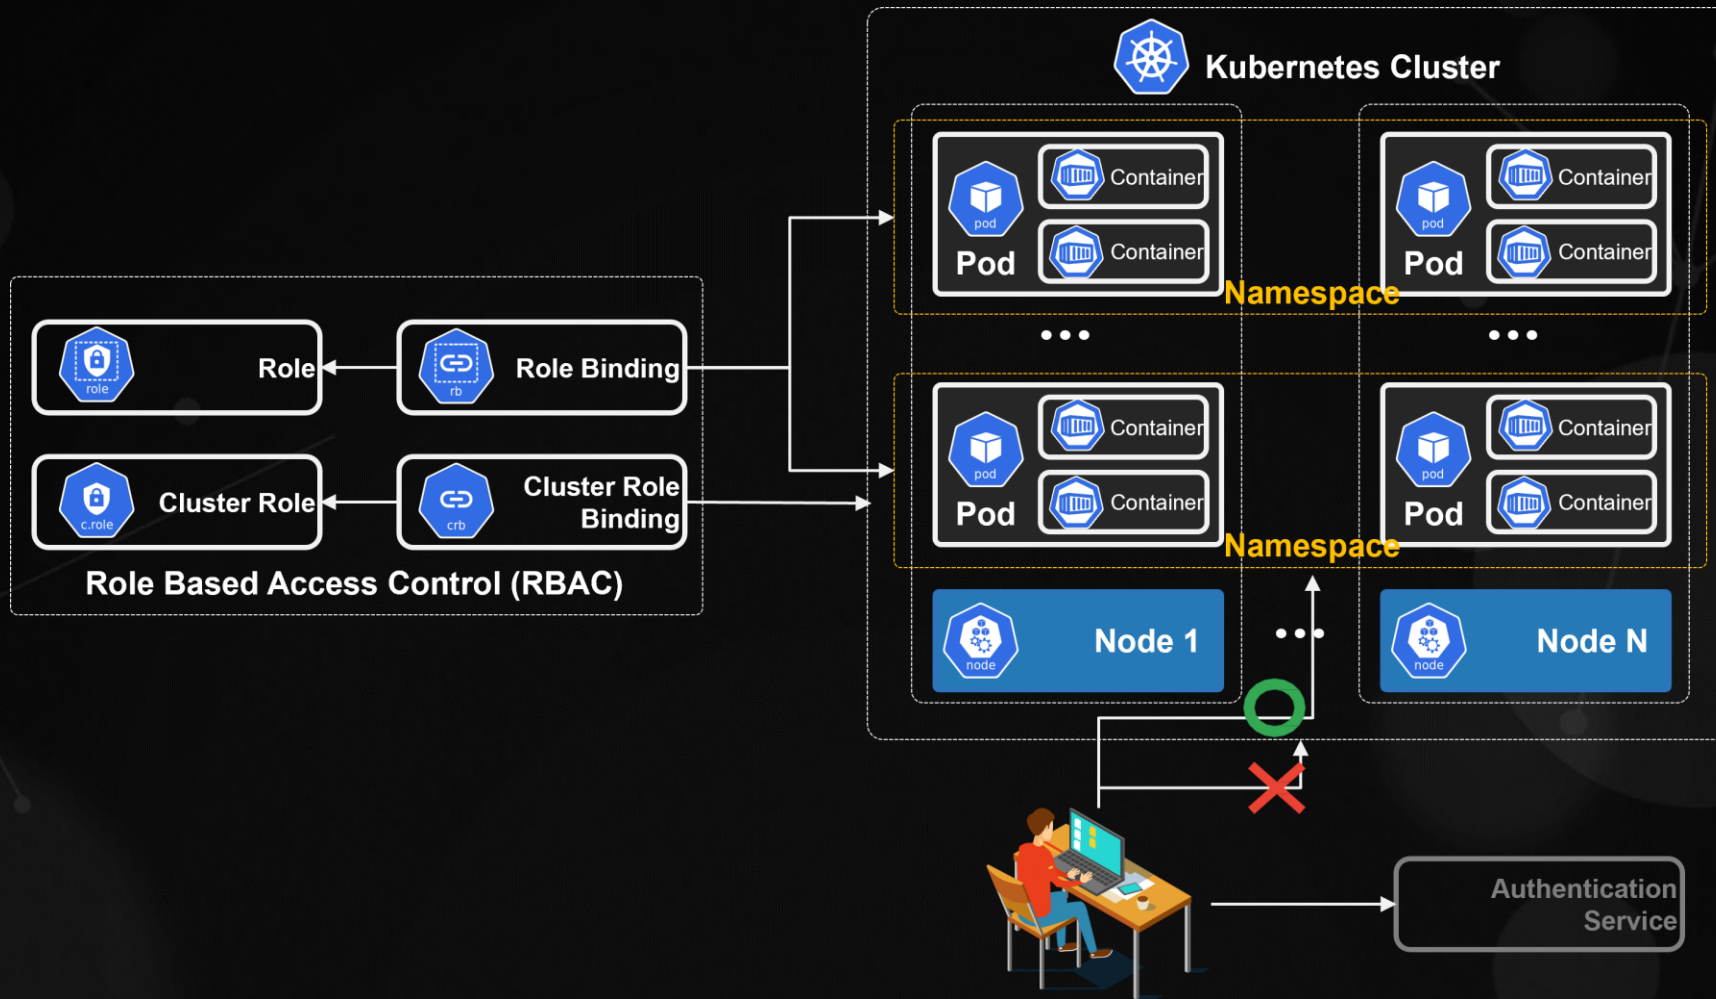 Kubernetes Cluster
pod
Pod
Container
Container
pod
Pod
Container
Container
Namespace
role
Role
rb
Role Binding
c.role
Cluster Role
crb
Cluster Role
Binding
Role Based Access Control (RBAC)
pod
Pod
Container
Container
pod
Pod
Container
Container
Namespace
node
Node 1
node
Node N
Authentication
Service